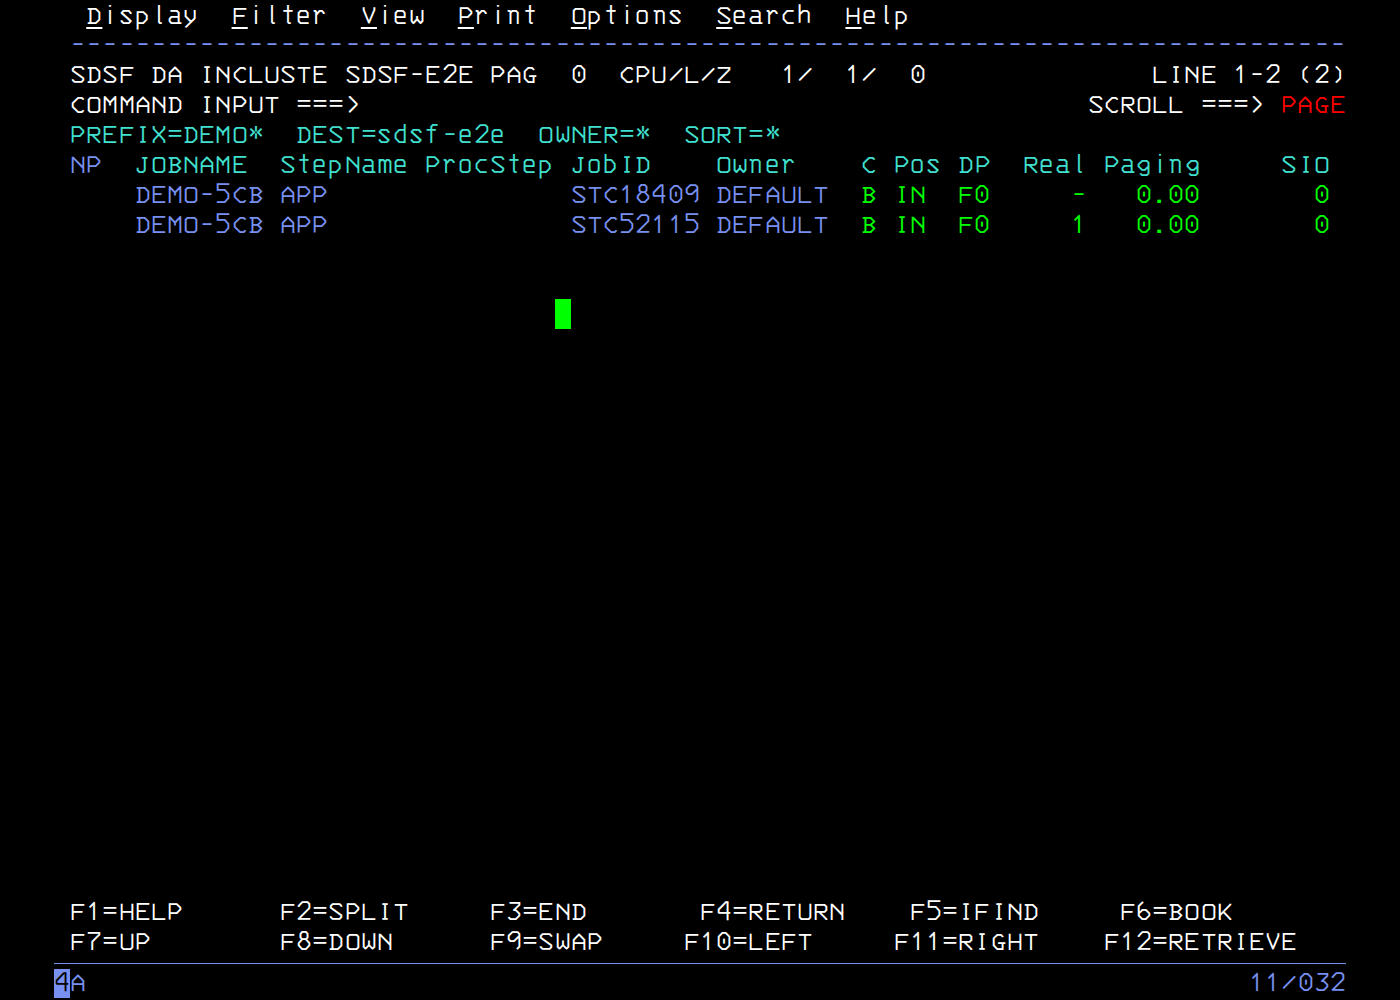 Display  Filter  View  Print  Options  Search  Help
--------------------------------------------------------------------------------
SDSF DA INCLUSTE SDSF-E2E PAG  0  CPU/L/Z   1/  1/  0              LINE 1-2 (2)
COMMAND INPUT ===>                                             SCROLL ===> PAGE
PREFIX=DEMO*  DEST=sdsf-e2e  OWNER=*  SORT=*
NP  JOBNAME  StepName ProcStep JobID    Owner    C Pos DP  Real Paging     SIO
    DEMO-5CB APP               STC18409 DEFAULT  B IN  F0     -   0.00       0
    DEMO-5CB APP               STC52115 DEFAULT  B IN  F0     1   0.00       0
F1=HELP      F2=SPLIT     F3=END       F4=RETURN    F5=IFIND     F6=BOOK
F7=UP        F8=DOWN      F9=SWAP     F10=LEFT     F11=RIGHT    F12=RETRIEVE
4A                                                                       11/032